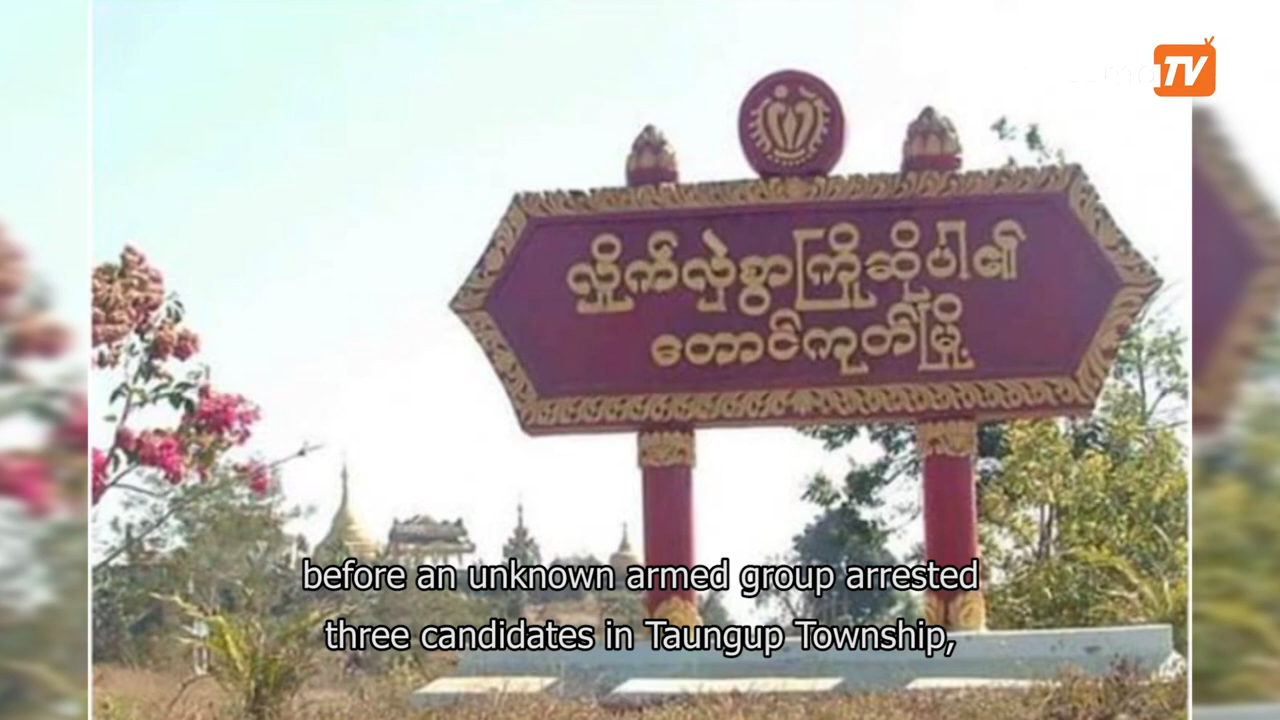 TV
လှိုက်လှဲစွာကြိုဆိုပါ၏
တောင်ကုတ်မြို့
before an unknown armed group arrested
three candidates in Taungup Township,